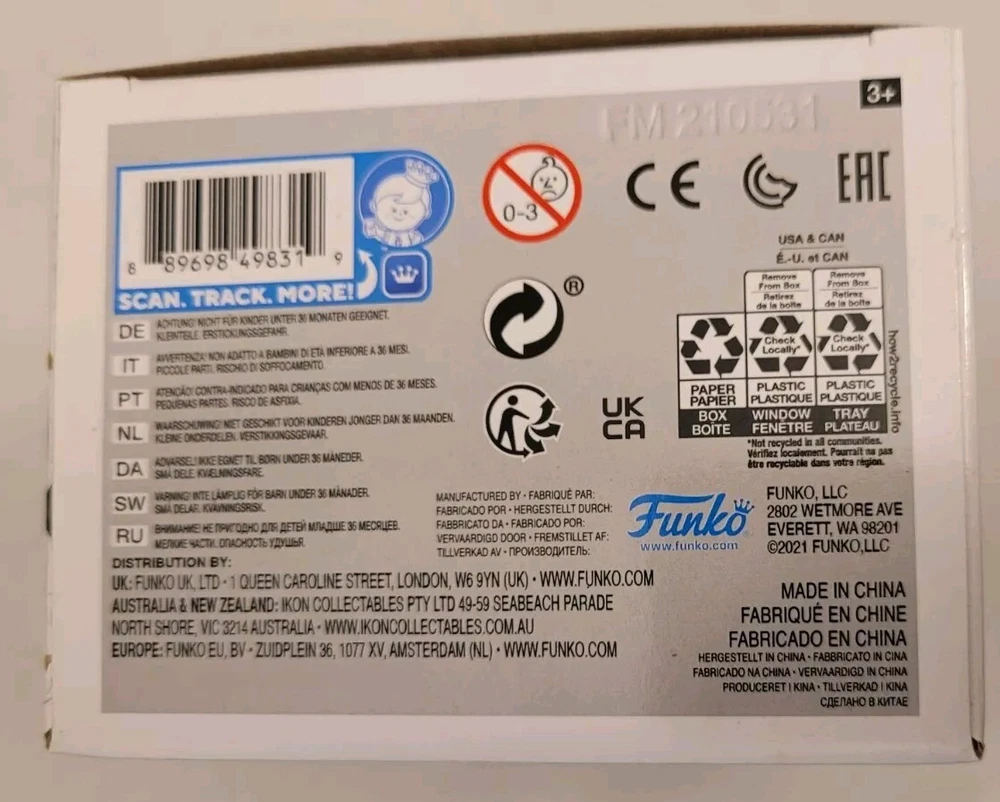 FM 210531
3+
8 89698 49831 9
SCAN. TRACK. MORE!
0-3
CE
EAC
USA & CAN
É.-U. et CAN
Remove From Box
Retirez de la boîte
Remove From Box
Retirez de la boîte
Check Locally*
Check Locally*
PAPER PAPIER
PLASTIC PLASTIQUE
PLASTIC PLASTIQUE
BOX BOÎTE
WINDOW FENÊTRE
TRAY PLATEAU
how2recycle.info
*Not recycled in all communities.
Vérifiez localement. Pourrait ne pas
être recyclable dans votre région.
®
UK
CA
DE ACHTUNG! NICHT FÜR KINDER UNTER 36 MONATEN GEEIGNET.
KLEINTEILE. ERSTICKUNGSGEFAHR.
IT AVVERTENZA! NON ADATTO A BAMBINI DI ETÀ INFERIORE A 36 MESI.
PICCOLE PARTI. RISCHIO DI SOFFOCAMENTO.
PT ATENÇÃO! CONTRA-INDICADO PARA CRIANÇAS COM MENOS DE 36 MESES.
PEQUENAS PARTES. RISCO DE ASFIXIA.
NL WAARSCHUWING! NIET GESCHIKT VOOR KINDEREN JONGER DAN 36 MAANDEN.
KLEINE ONDERDELEN. VERSTIKKINGSGEVAAR.
DA ADVARSEL! IKKE EGNET TIL BØRN UNDER 36 MÅNEDER.
SMÅ DELE. KVÆLNINGSFARE.
SW VARNING! INTE LÄMPLIG FÖR BARN UNDER 36 MÅNADER.
SMÅ DELAR. KVÄVNINGSRISK.
RU ВНИМАНИЕ! НЕ ПРИГОДНО ДЛЯ ДЕТЕЙ МЛАДШЕ 36 МЕСЯЦЕВ.
МЕЛКИЕ ЧАСТИ. ОПАСНОСТЬ УДУШЬЯ.
MANUFACTURED BY • FABRIQUÉ PAR:
FABRICADO POR • HERGESTELLT DURCH:
FABBRICATO DA • FABRICADO POR:
VERVAARDIGD DOOR • FREMSTILLET AF:
TILLVERKAD AV • ПРОИЗВОДИТЕЛЬ:
Funko
www.funko.com
FUNKO, LLC
2802 WETMORE AVE
EVERETT, WA 98201
©2021 FUNKO,LLC
DISTRIBUTION BY:
UK: FUNKO UK, LTD • 1 QUEEN CAROLINE STREET, LONDON, W6 9YN (UK) • WWW.FUNKO.COM
AUSTRALIA & NEW ZEALAND: IKON COLLECTABLES PTY LTD 49-59 SEABEACH PARADE
NORTH SHORE, VIC 3214 AUSTRALIA • WWW.IKONCOLLECTABLES.COM.AU
EUROPE: FUNKO EU, BV • ZUIDPLEIN 36, 1077 XV, AMSTERDAM (NL) • WWW.FUNKO.COM
MADE IN CHINA
FABRIQUÉ EN CHINE
FABRICADO EN CHINA
HERGESTELLT IN CHINA • FABBRICATO IN CINA
FABRICADO NA CHINA • VERVAARDIGD IN CHINA
PRODUCERET I KINA • TILLVERKAD I KINA
СДЕЛАНО В КИТАЕ